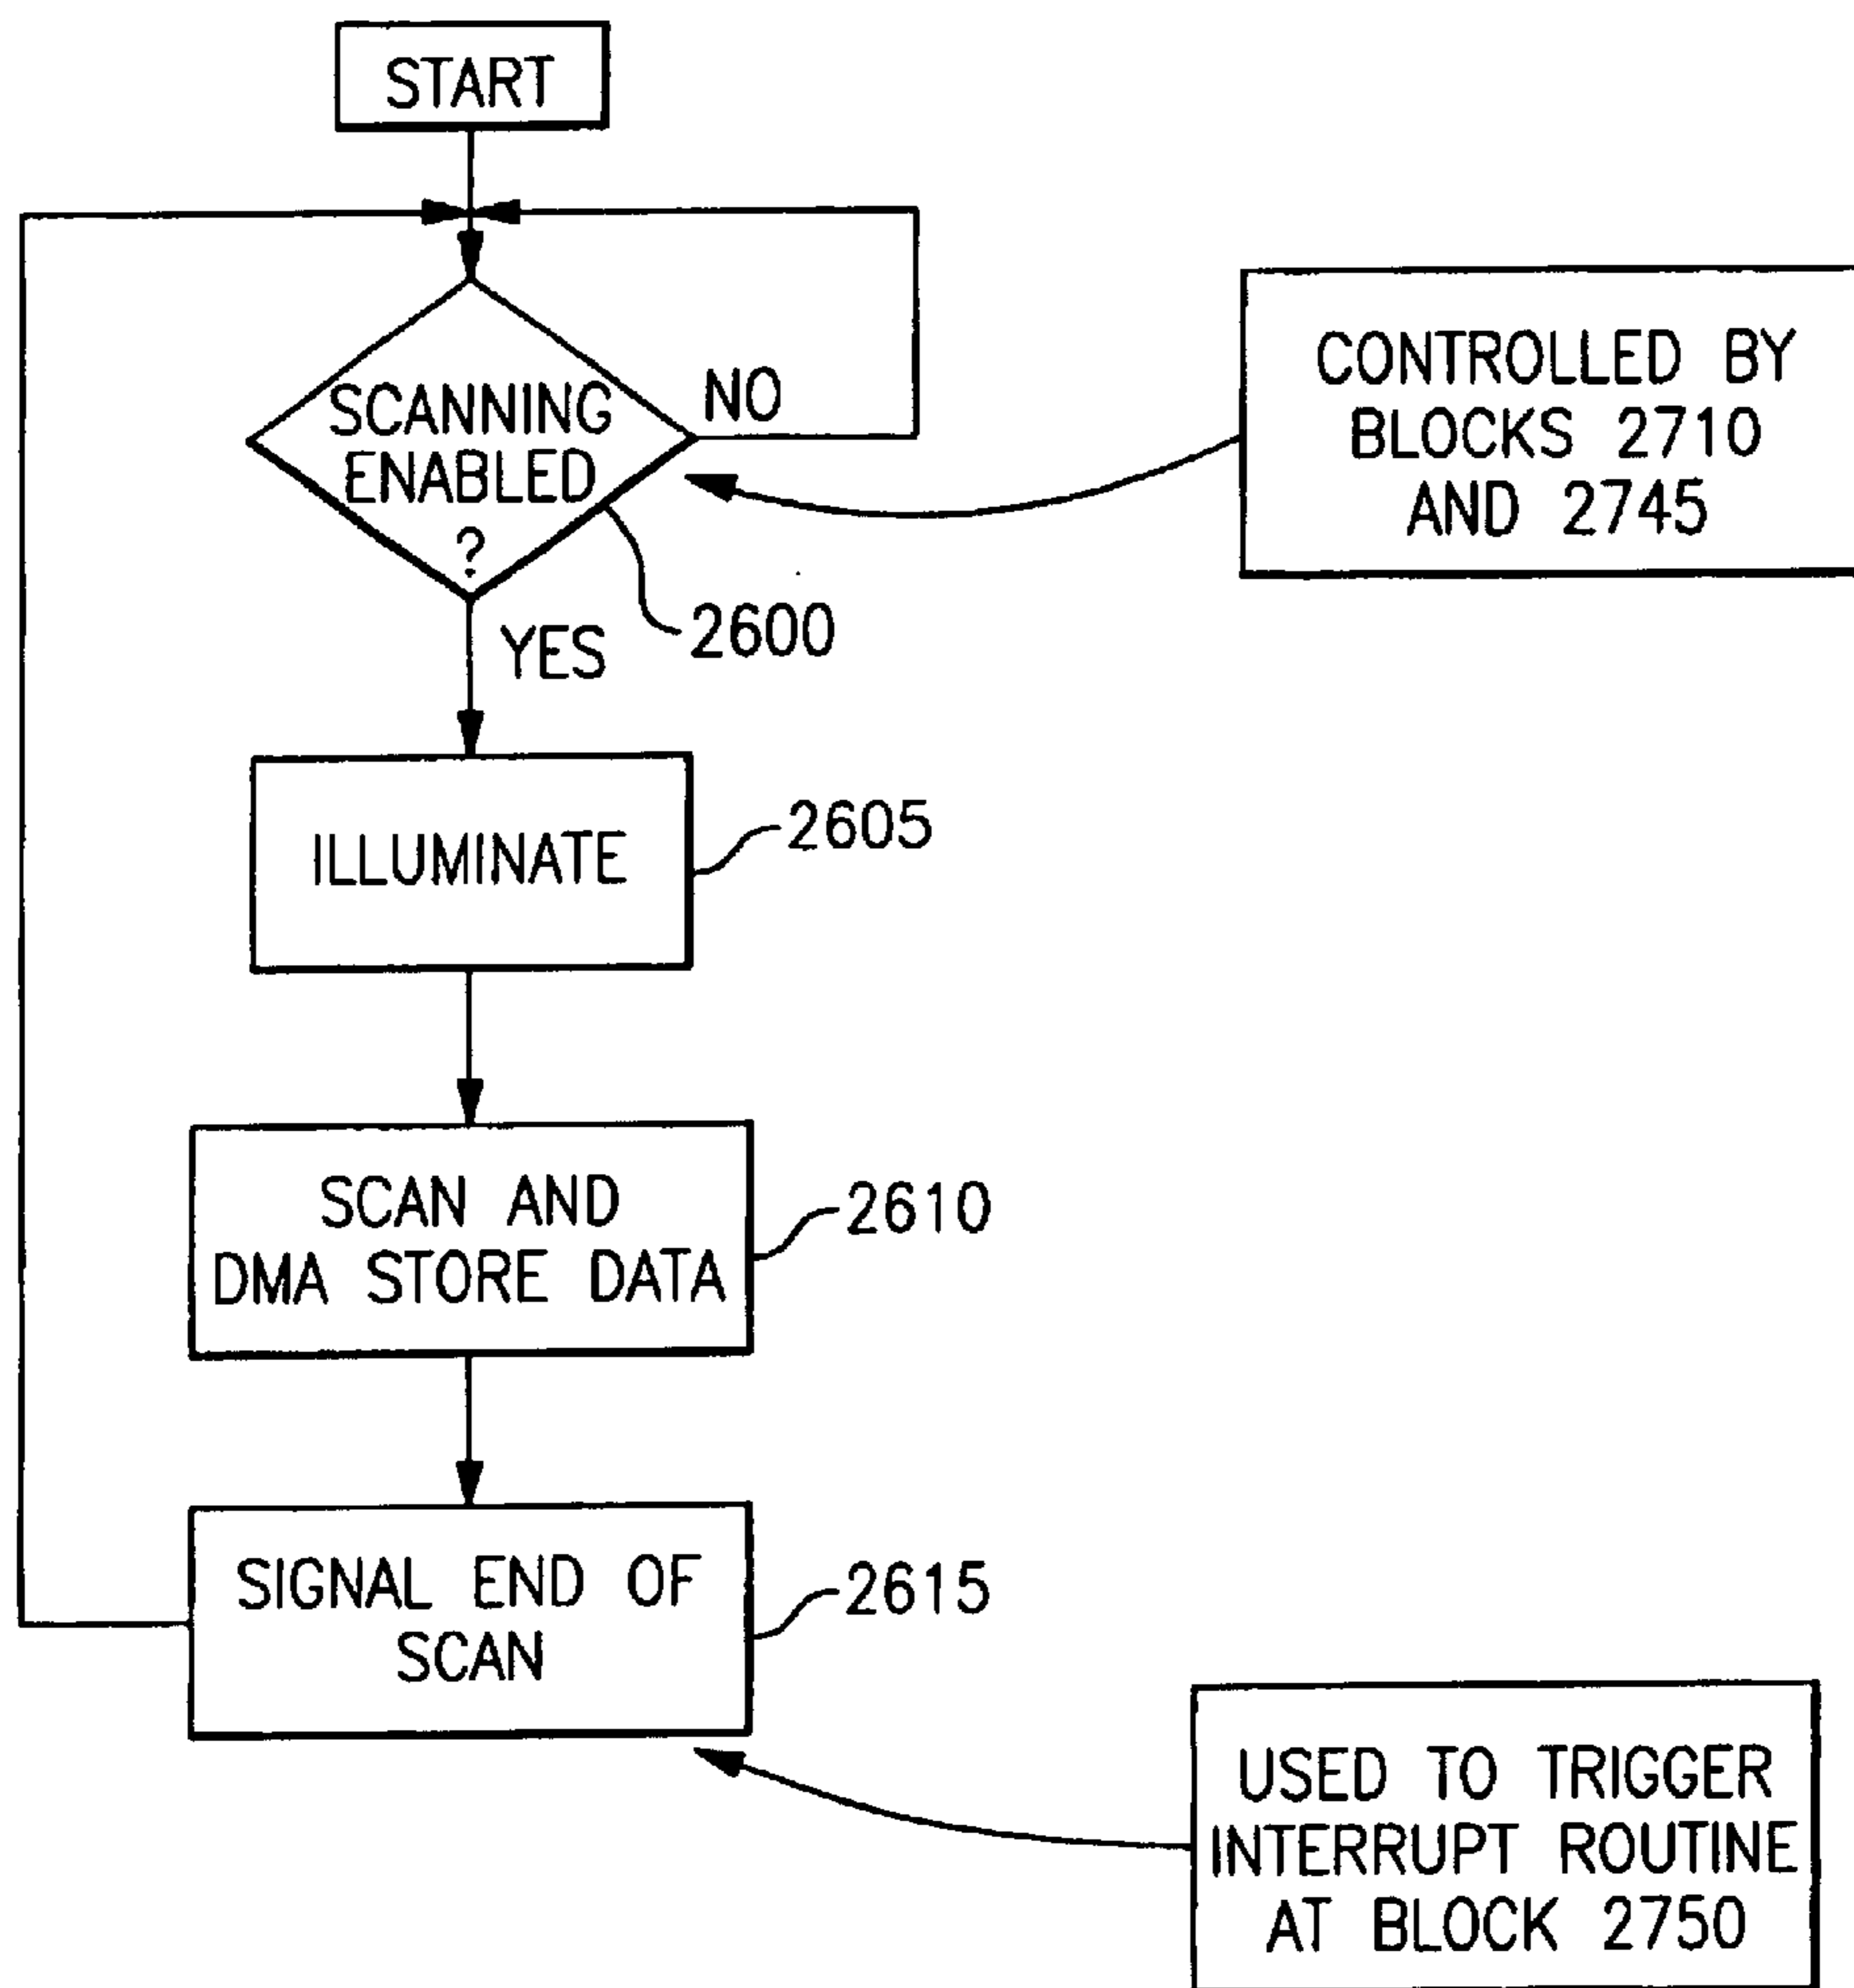 START
SCANNING
ENABLED
?
NO
CONTROLLED BY
BLOCKS 2710
AND 2745
2600
YES
ILLUMINATE
2605
SCAN AND
DMA STORE DATA
2610
SIGNAL END OF
SCAN
2615
USED TO TRIGGER
INTERRUPT ROUTINE
AT BLOCK 2750